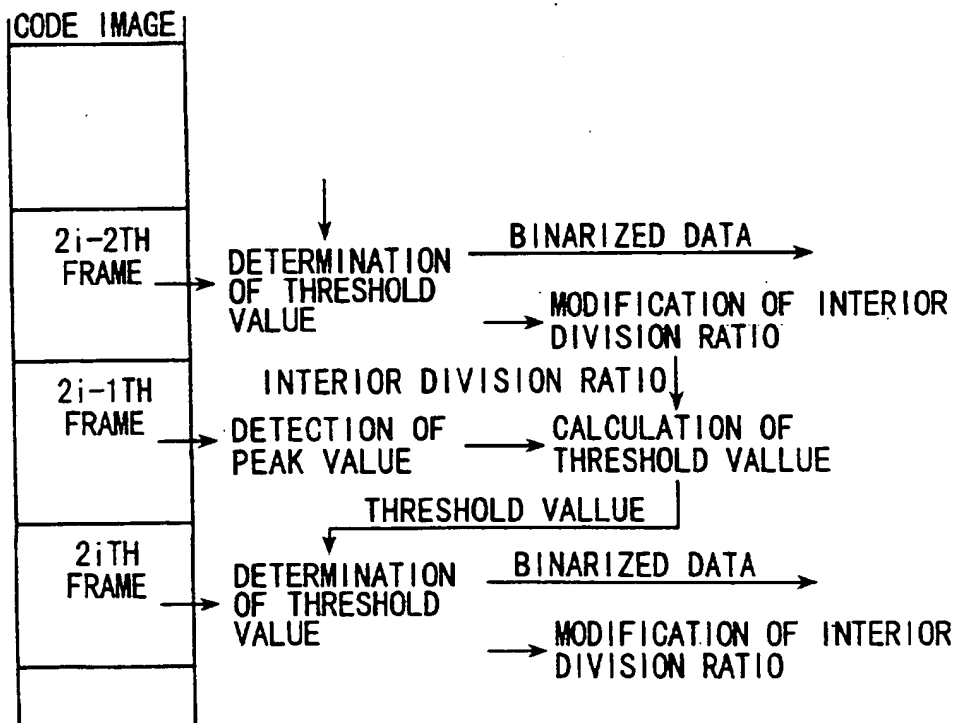 CODE IMAGE
2i-2TH
FRAME
DETERMINATION
OF THRESHOLD
VALUE
BINARIZED DATA
MODIFICATION OF INTERIOR
DIVISION RATIO
INTERIOR DIVISION RATIO
2i-1TH
FRAME
DETECTION OF
PEAK VALUE
CALCULATION OF
THRESHOLD VALLUE
THRESHOLD VALLUE
2iTH
FRAME
DETERMINATION
OF THRESHOLD
VALUE
BINARIZED DATA
MODIFICATION OF INTERIOR
DIVISION RATIO